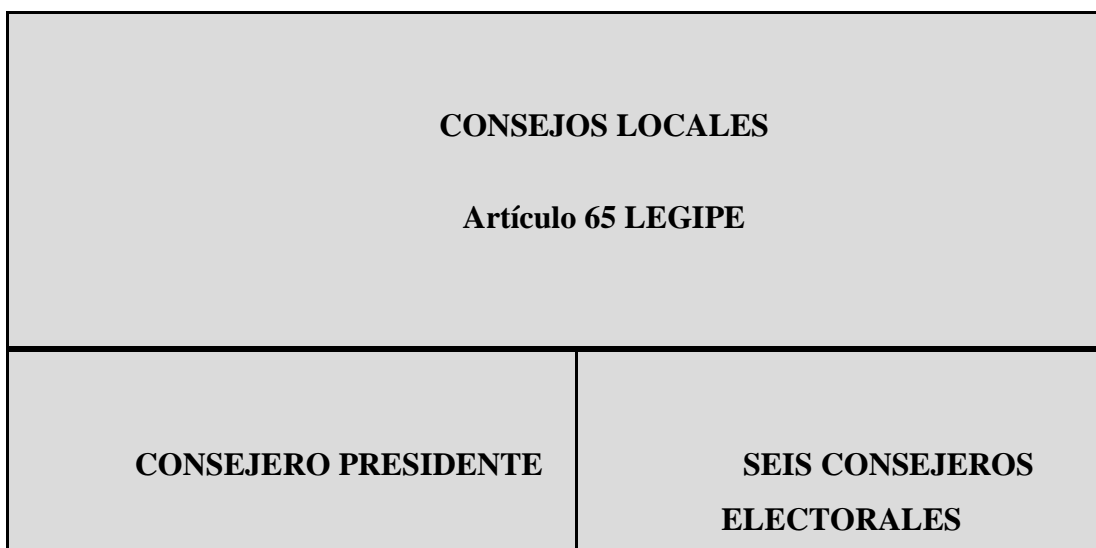 CONSEJOS LOCALES
Artículo 65 LEGIPE
CONSEJERO PRESIDENTE
SEIS CONSEJEROS
ELECTORALES